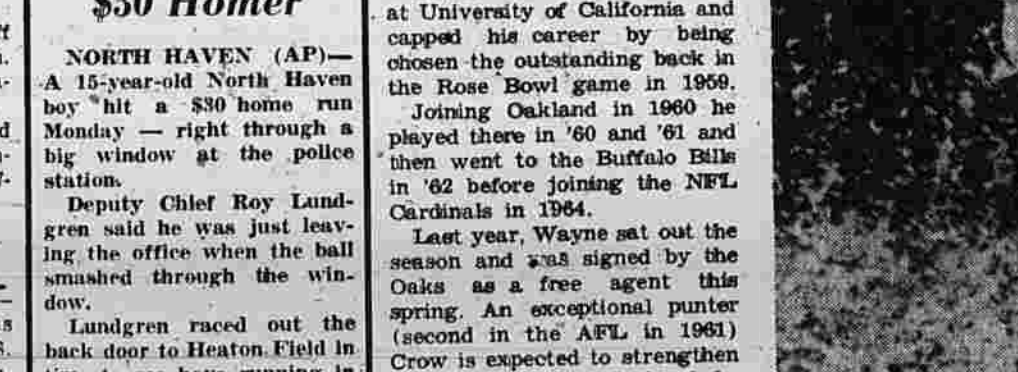 $30 Homer
NORTH HAVEN (AP)—
A 15-year-old North Haven
boy hit a $30 home run
Monday — right through a
big window at the police
station.
Deputy Chief Roy Lund-
gren said he was just leav-
ing the office when the ball
smashed through the win-
dow.
Lundgren raced out the
back door to Heaton Field in
at University of California and
capped his career by being
chosen the outstanding back in
the Rose Bowl game in 1959.
Joining Oakland in 1960 he
played there in '60 and '61 and
then went to the Buffalo Bills
in '62 before joining the NFL
Cardinals in 1964.
Last year, Wayne sat out the
season and was signed by the
Oaks as a free agent this
spring. An exceptional punter
(second in the AFL in 1961)
Crow is expected to strengthen